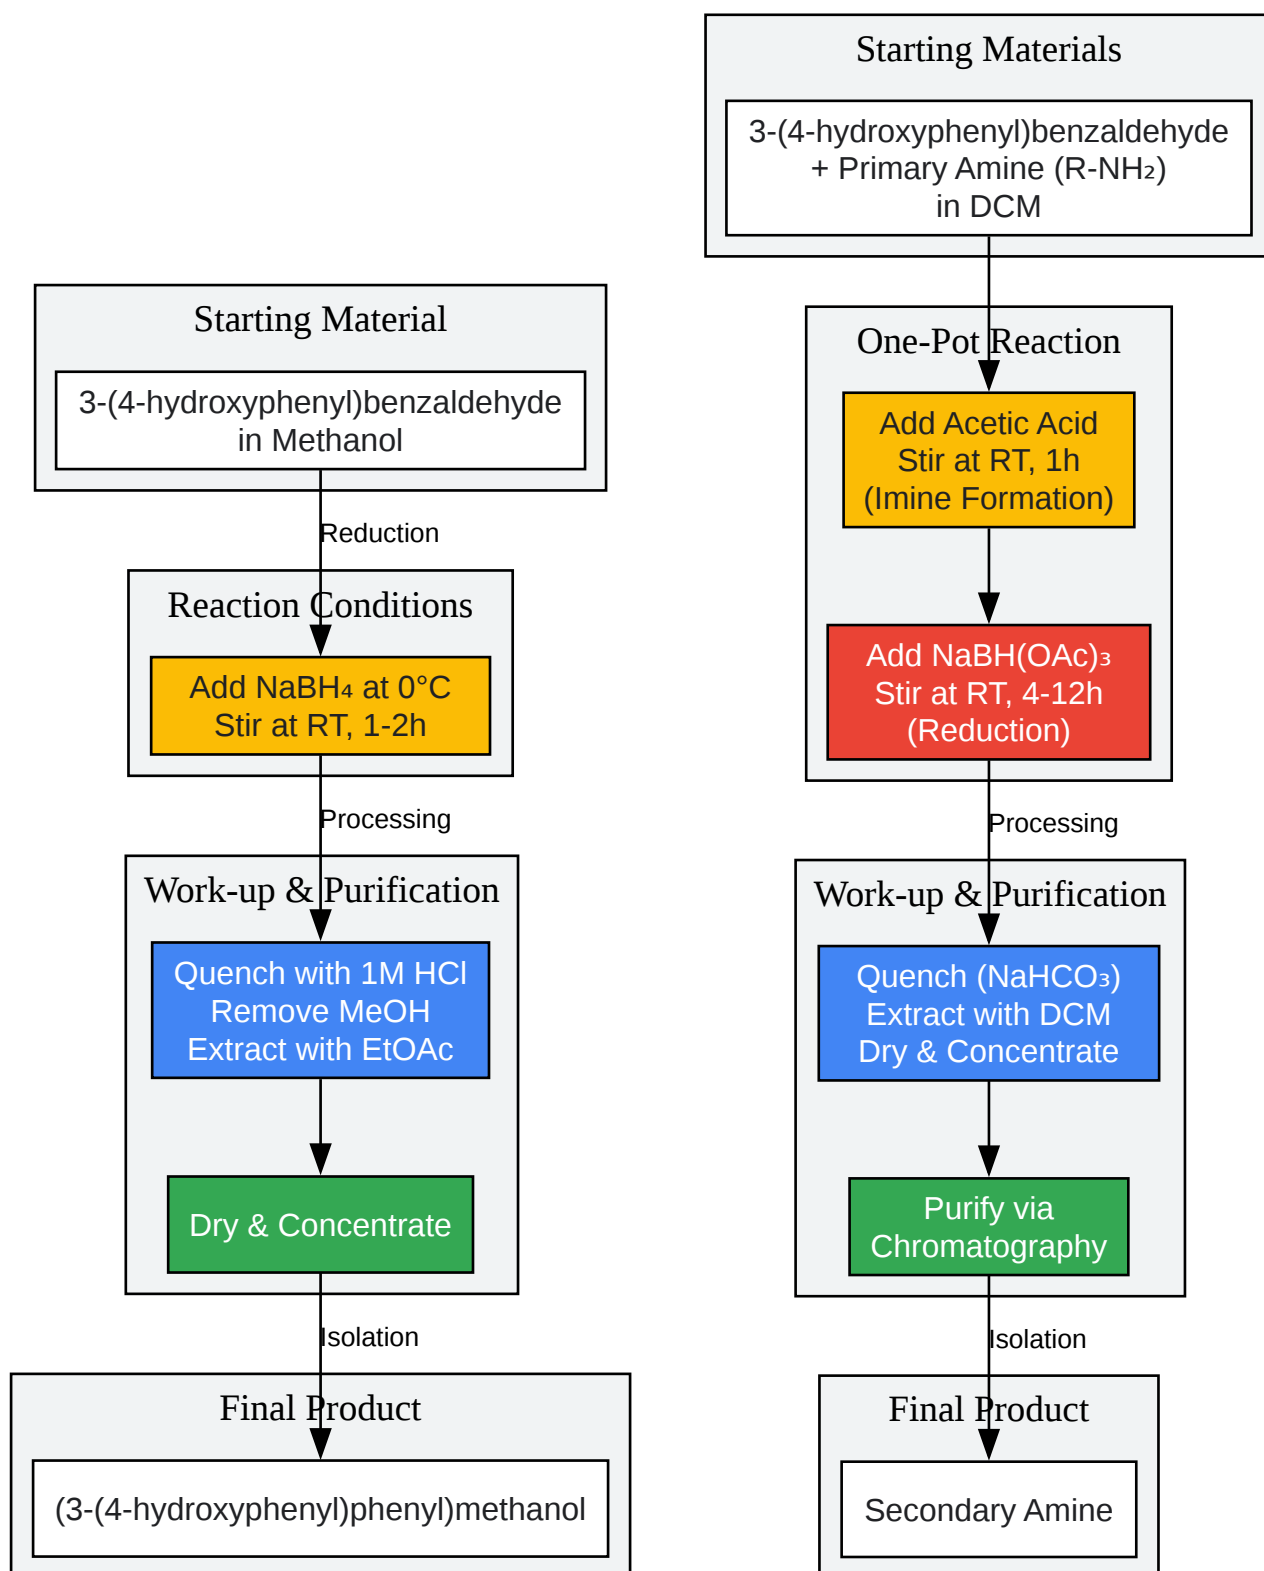 Starting Material
3-(4-hydroxyphenyl)benzaldehyde
in Methanol
Reduction
Reaction Conditions
Add NaBH₄ at 0°C
Stir at RT, 1-2h
Processing
Work-up & Purification
Quench with 1M HCl
Remove MeOH
Extract with EtOAc
Dry & Concentrate
Isolation
Final Product
(3-(4-hydroxyphenyl)phenyl)methanol
Starting Materials
3-(4-hydroxyphenyl)benzaldehyde
+ Primary Amine (R-NH₂)
in DCM
One-Pot Reaction
Add Acetic Acid
Stir at RT, 1h
(Imine Formation)
Add NaBH(OAc)₃
Stir at RT, 4-12h
(Reduction)
Processing
Work-up & Purification
Quench (NaHCO₃)
Extract with DCM
Dry & Concentrate
Purify via
Chromatography
Isolation
Final Product
Secondary Amine